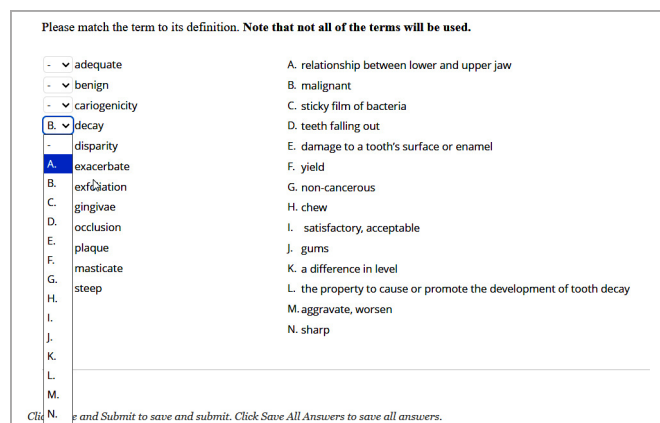 Please match the term to its definition. Note that not all of the terms will be used.
- adequate A. relationship between lower and upper jaw
- benign B. malignant
- cariogenicity C. sticky film of bacteria
B. decay D. teeth falling out
- disparity E. damage to a tooth's surface or enamel
A. exacerbate F. yield
B. G. non-cancerous
C. gingivae H. chew
D. occlusion I. satisfactory, acceptable
E. plaque J. gums
F. masticate K. a difference in level
G. steep L. the property to cause or promote the development of tooth decay
H. M. aggravate, worsen
I. N. sharp
J.
K.
L.
M.
N. and Submit to save and submit. Click Save All Answers to save all answers.